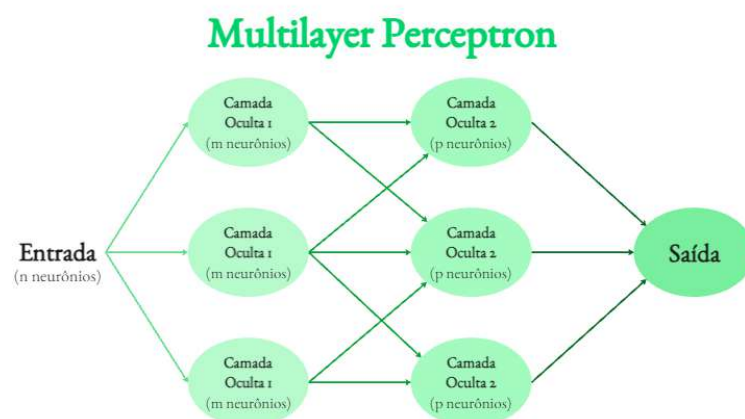 Multilayer Perceptron
Camada
Oculta 1
(m neurônios)
Camada
Oculta 2
(p neurônios)
Entrada
(n neurônios)
Camada
Oculta 1
(m neurônios)
Camada
Oculta 2
(p neurônios)
Saída
Camada
Oculta 1
(m neurônios)
Camada
Oculta 2
(p neurônios)